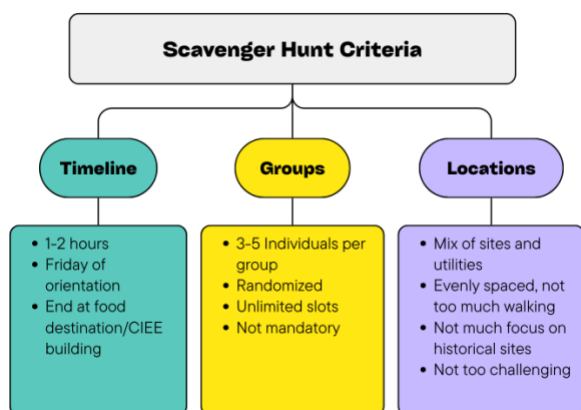 Scavenger Hunt Criteria
Timeline
Groups
Locations
• 1-2 hours
• Friday of
orientation
• End at food
destination/CIEE
building
• 3-5 Individuals per
group
• Randomized
• Unlimited slots
• Not mandatory
• Mix of sites and
utilities
• Evenly spaced, not
too much walking
• Not much focus on
historical sites
• Not too challenging